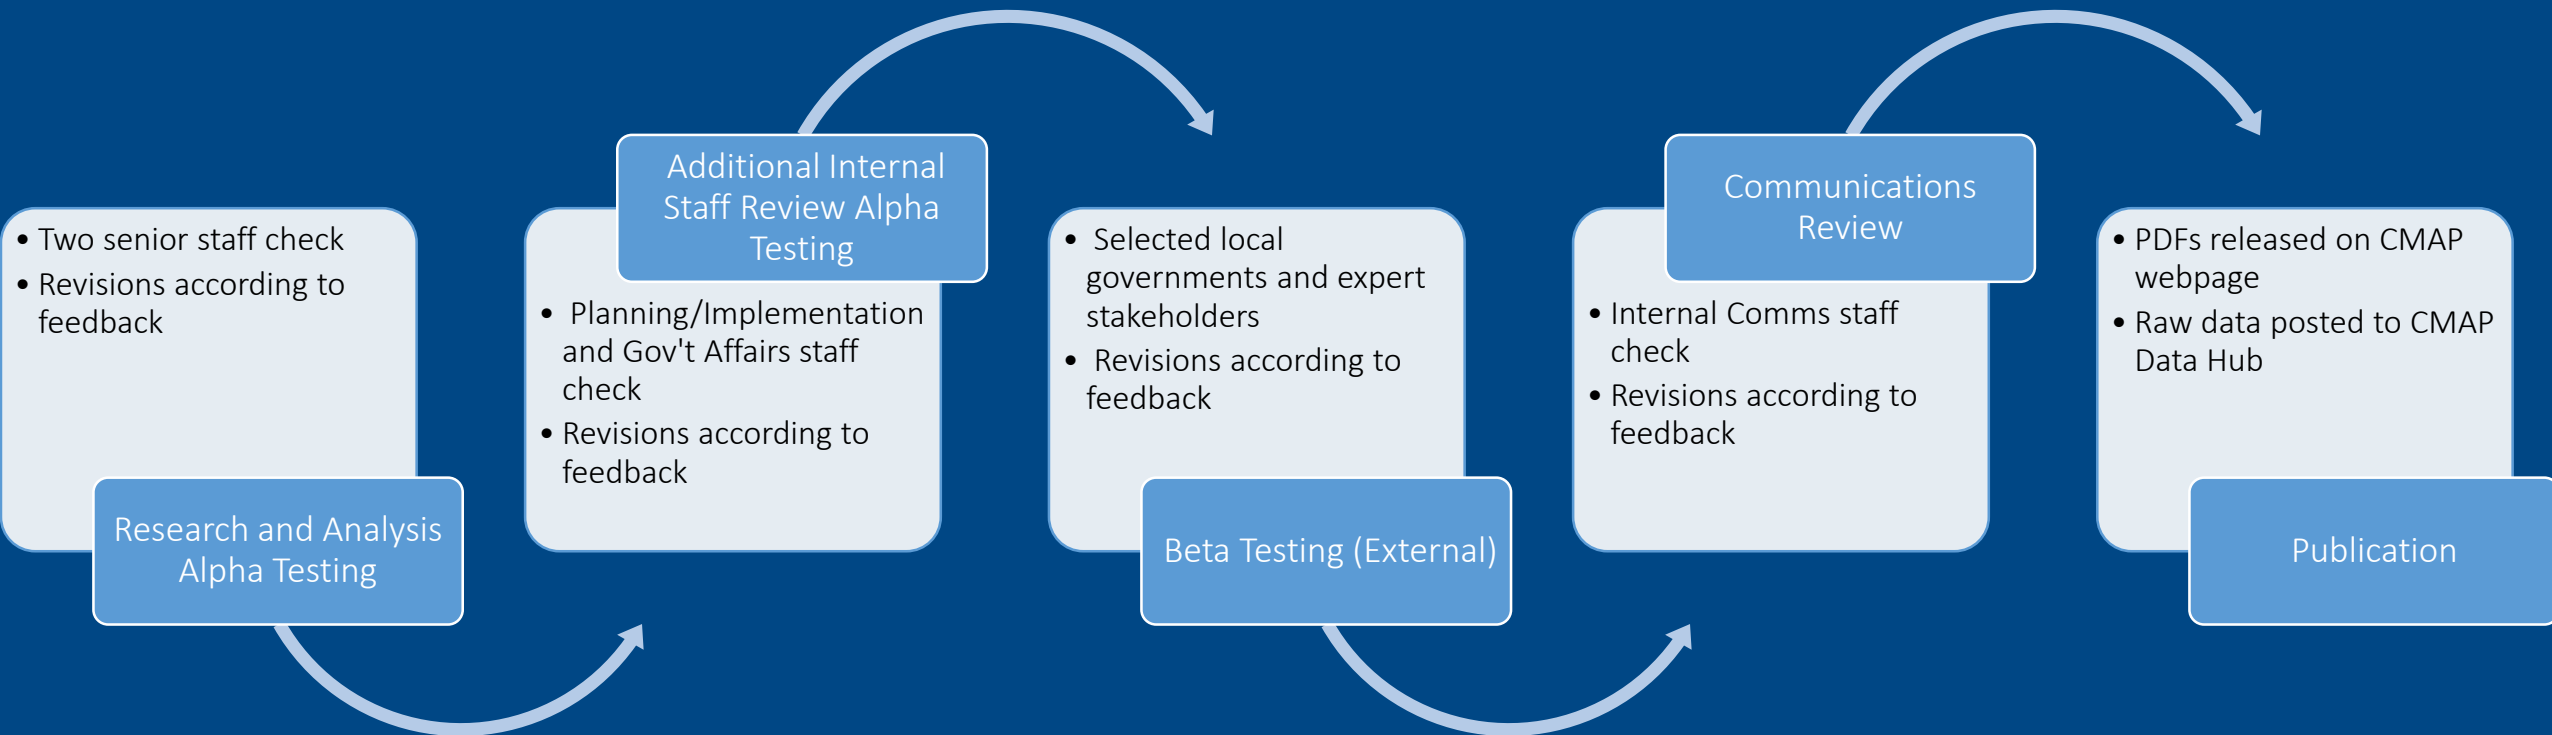 • Two senior staff check
• Revisions according to
feedback
Research and Analysis
Alpha Testing
Additional Internal
Staff Review Alpha
Testing
• Planning/Implementation
and Gov't Affairs staff
check
• Revisions according to
feedback
• Selected local
governments and expert
stakeholders
• Revisions according to
feedback
Beta Testing (External)
Communications
Review
• Internal Comms staff
check
• Revisions according to
feedback
• PDFs released on CMAP
webpage
• Raw data posted to CMAP
Data Hub
Publication